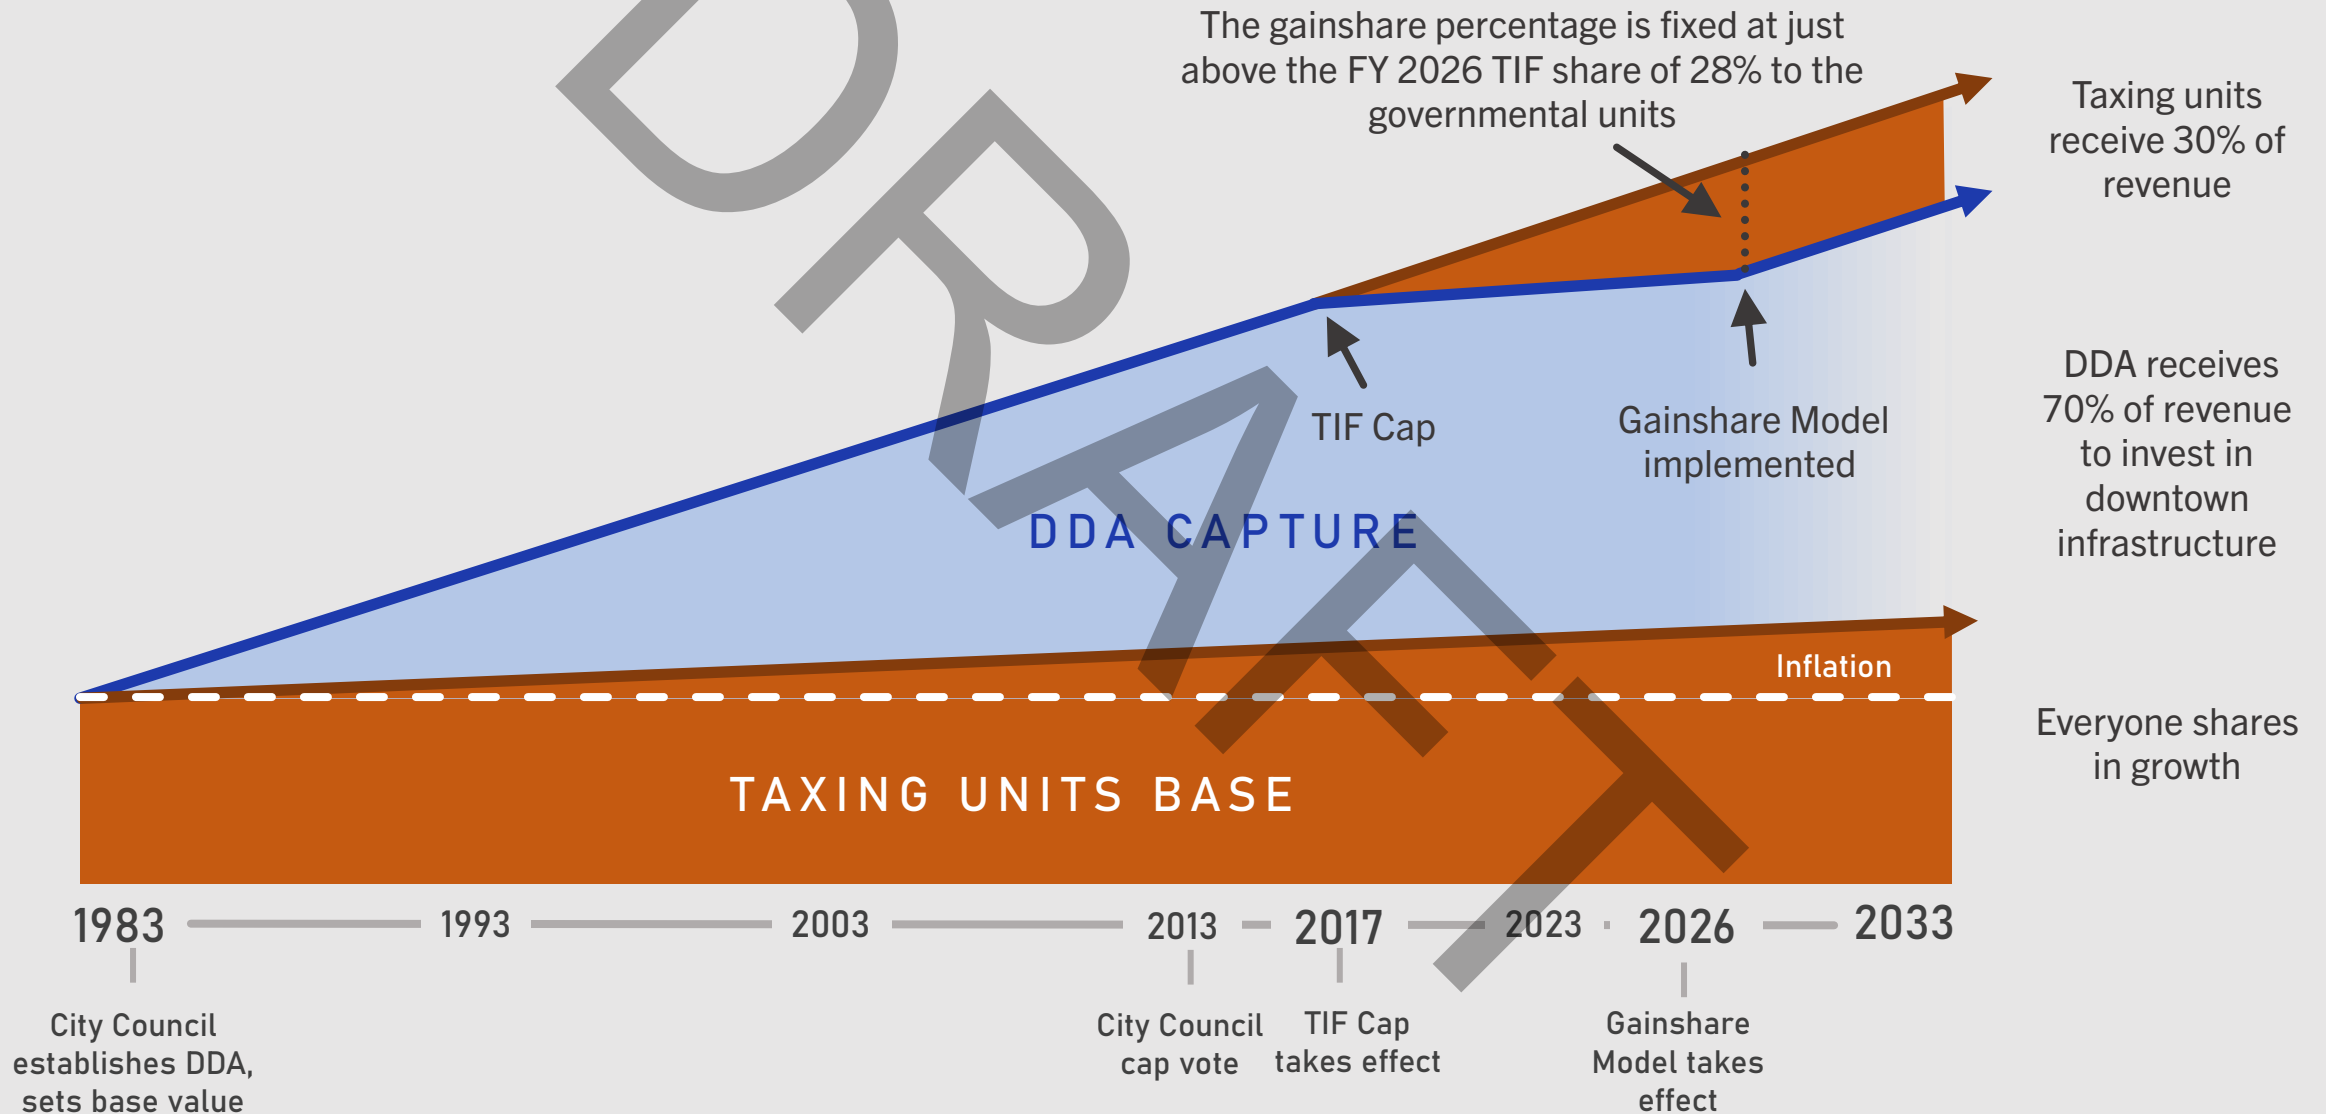 The gainshare percentage is fixed at just
above the FY 2026 TIF share of 28% to the
governmental units
Taxing units
receive 30% of
revenue
TIF Cap
Gainshare Model
implemented
DDA receives
70% of revenue
to invest in
downtown
infrastructure
DDA CAPTURE
Inflation
Everyone shares
in growth
TAXING UNITS BASE
DRAFT
1983 1993 2003 2013 2017 2023 2026 2033
City Council
establishes DDA,
sets base value
City Council
cap vote
TIF Cap
takes effect
Gainshare
Model takes
effect